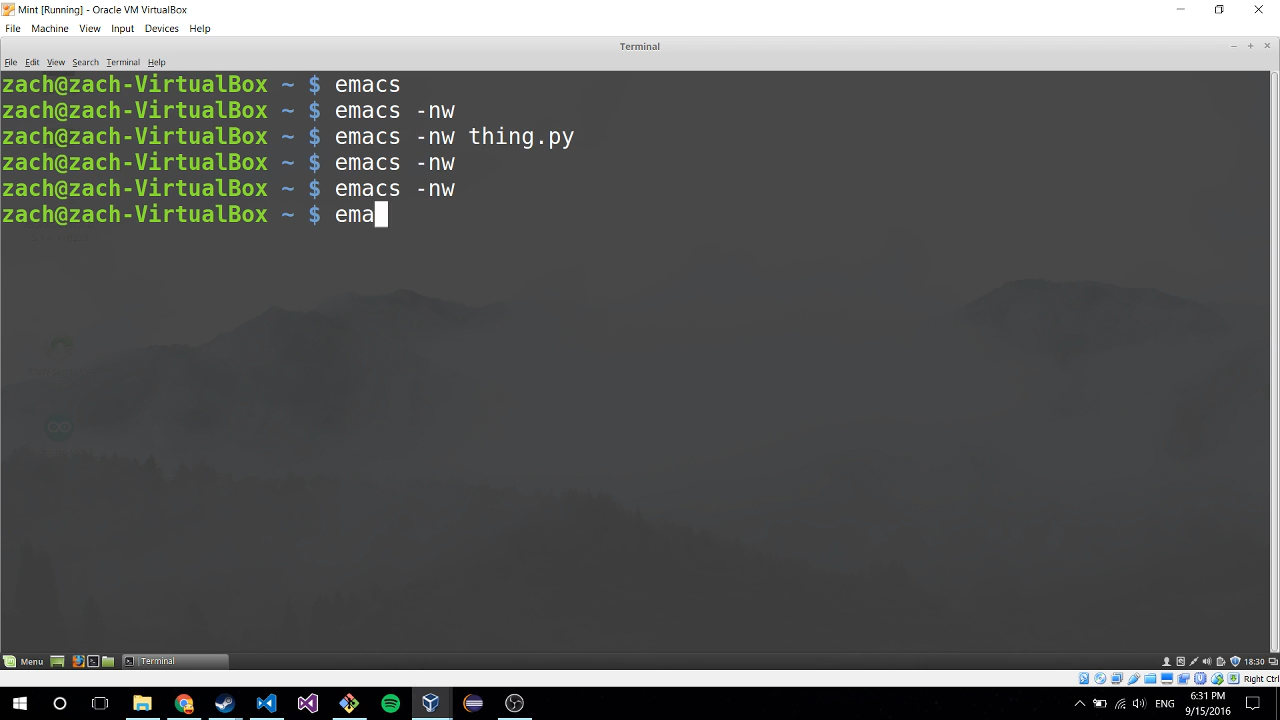 Mint [Running] - Oracle VM VirtualBox
File Machine View Input Devices Help
Terminal
File Edit View Search Terminal Help
zach@zach-VirtualBox ~ $ emacs
zach@zach-VirtualBox ~ $ emacs -nw
zach@zach-VirtualBox ~ $ emacs -nw thing.py
zach@zach-VirtualBox ~ $ emacs -nw
zach@zach-VirtualBox ~ $ emacs -nw
zach@zach-VirtualBox ~ $ ema
Menu Terminal 18:30
Right Ctrl
ENG 6:31 PM
9/15/2016